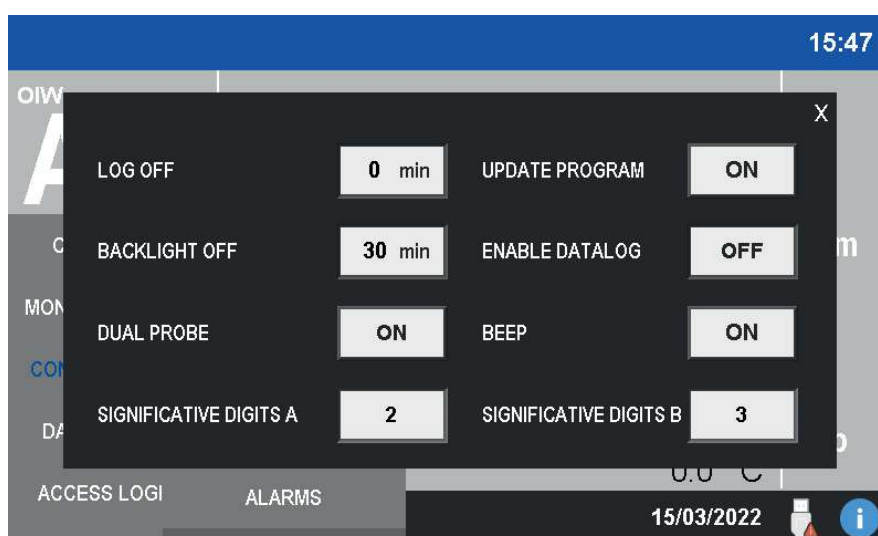 15:47
OIW
X
LOG OFF 0 min UPDATE PROGRAM ON
BACKLIGHT OFF 30 min ENABLE DATALOG OFF
DUAL PROBE ON BEEP ON
SIGNIFICATIVE DIGITS A 2 SIGNIFICATIVE DIGITS B 3
ACCESS LOGI ALARMS
15/03/2022